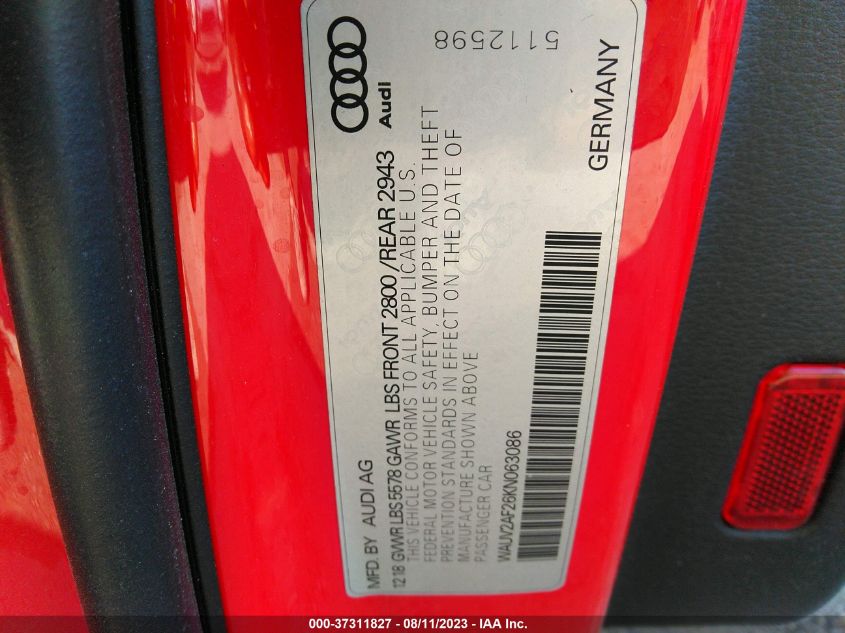 MFD. BY AUDI AG
12 18 GVWR LBS 5578 GAWR LBS FRONT 2800 / REAR 2943
THIS VEHICLE CONFORMS TO ALL APPLICABLE U.S.
FEDERAL MOTOR VEHICLE SAFETY, BUMPER AND THEFT
PREVENTION STANDARDS IN EFFECT ON THE DATE OF
MANUFACTURE SHOWN ABOVE
PASSENGER CAR
WAUV2AF26KN063086
Audi
5112598
GERMANY
000-37311827 - 08/11/2023 - IAA Inc.